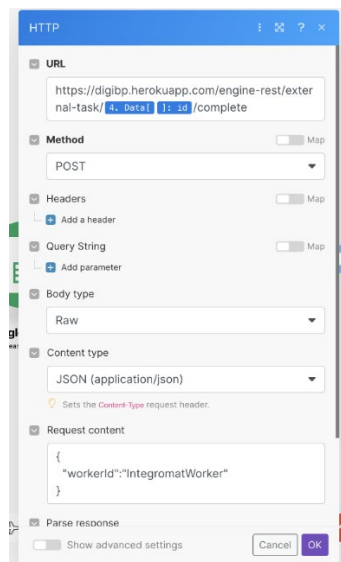 HTTP
URL
https://digibp.herokuapp.com/engine-rest/exter
nal-task/ 4. Data[ ]: id /complete
Method
Map
POST
Headers
Map
Add a header
Query String
Map
Add parameter
Body type
Raw
Content type
JSON (application/json)
Sets the Content-Type request header.
Request content
{
"workerId":"IntegromatWorker"
}
Parse response
Show advanced settings
Cancel
OK